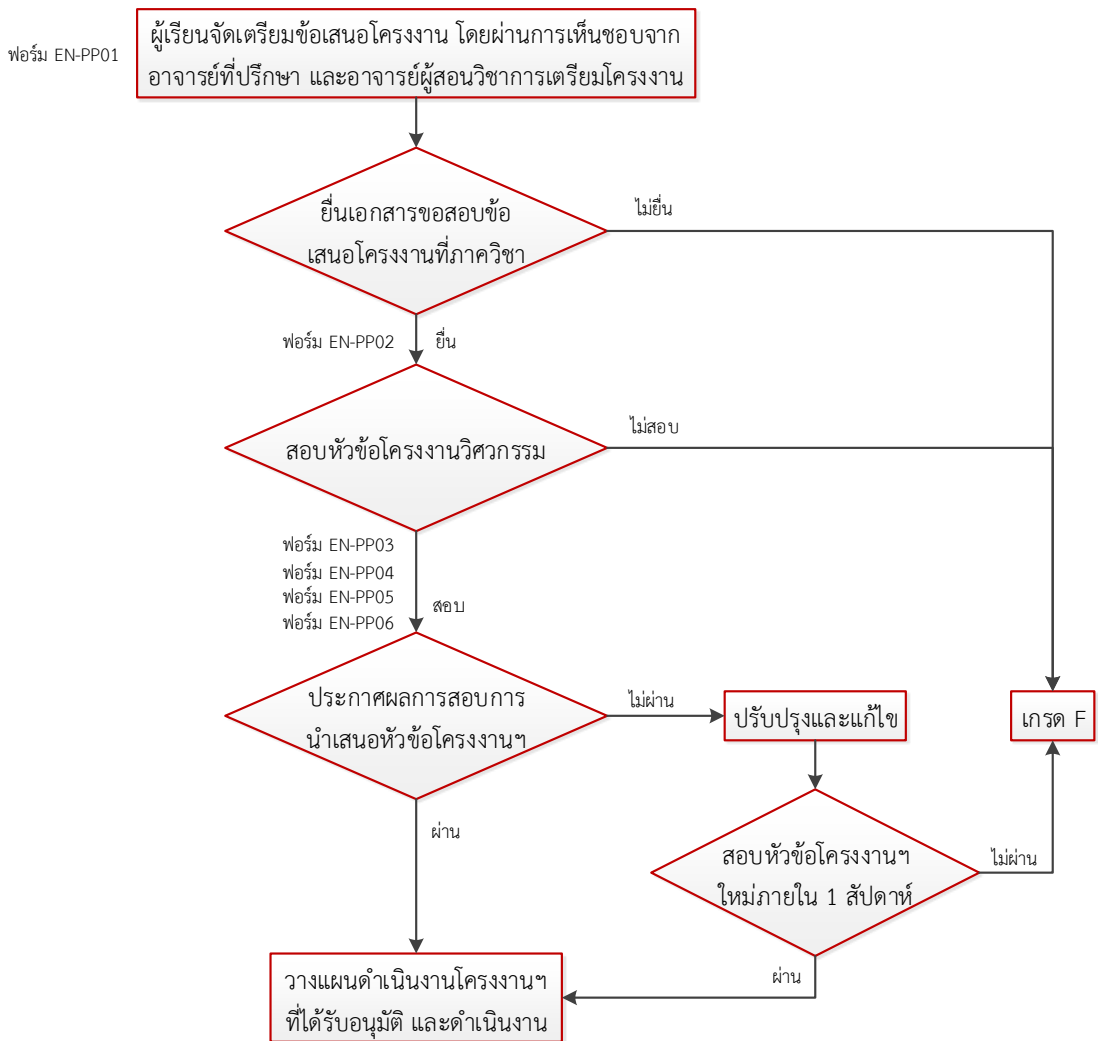 ฟอร์ม EN-PP01
ผู้เรียนจัดเตรียมข้อเสนอโครงงาน โดยผ่านการเห็นชอบจาก
อาจารย์ที่ปรึกษา และอาจารย์ผู้สอนวิชาการเตรียมโครงงาน
ยื่นเอกสารขอสอบข้อ
เสนอโครงงานที่ภาควิชา
ไม่ยื่น
ฟอร์ม EN-PP02
ยื่น
สอบหัวข้อโครงงานวิศวกรรม
ไม่สอบ
ฟอร์ม EN-PP03
ฟอร์ม EN-PP04
ฟอร์ม EN-PP05
ฟอร์ม EN-PP06
สอบ
ประกาศผลการสอบการ
นำเสนอหัวข้อโครงงานฯ
ไม่ผ่าน
ปรับปรุงและแก้ไข
เกรด F
ผ่าน
สอบหัวข้อโครงงานฯ
ใหม่ภายใน 1 สัปดาห์
ไม่ผ่าน
ผ่าน
วางแผนดำเนินงานโครงงานฯ
ที่ได้รับอนุมัติ และดำเนินงาน